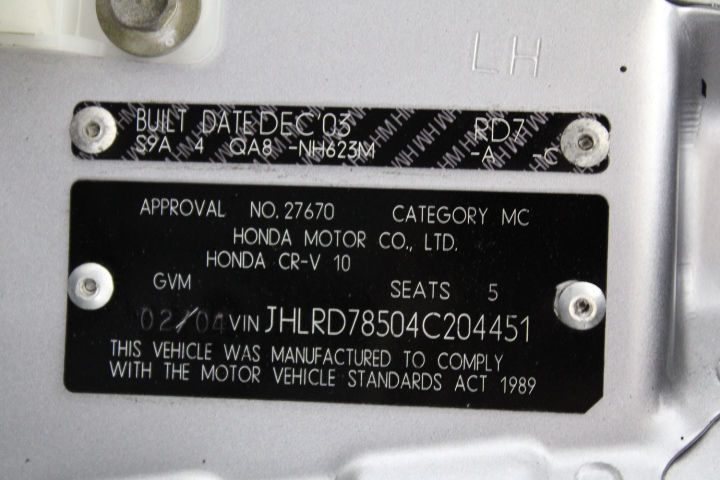 LH
BUILT DATE DEC '03 RD7
S9A 4 QA8 -NH623M -A -C
APPROVAL NO. 27670 CATEGORY MC
HONDA MOTOR CO., LTD.
HONDA CR-V 10
GVM SEATS 5
02/04 VIN JHLRD78504C204451
THIS VEHICLE WAS MANUFACTURED TO COMPLY
WITH THE MOTOR VEHICLE STANDARDS ACT 1989